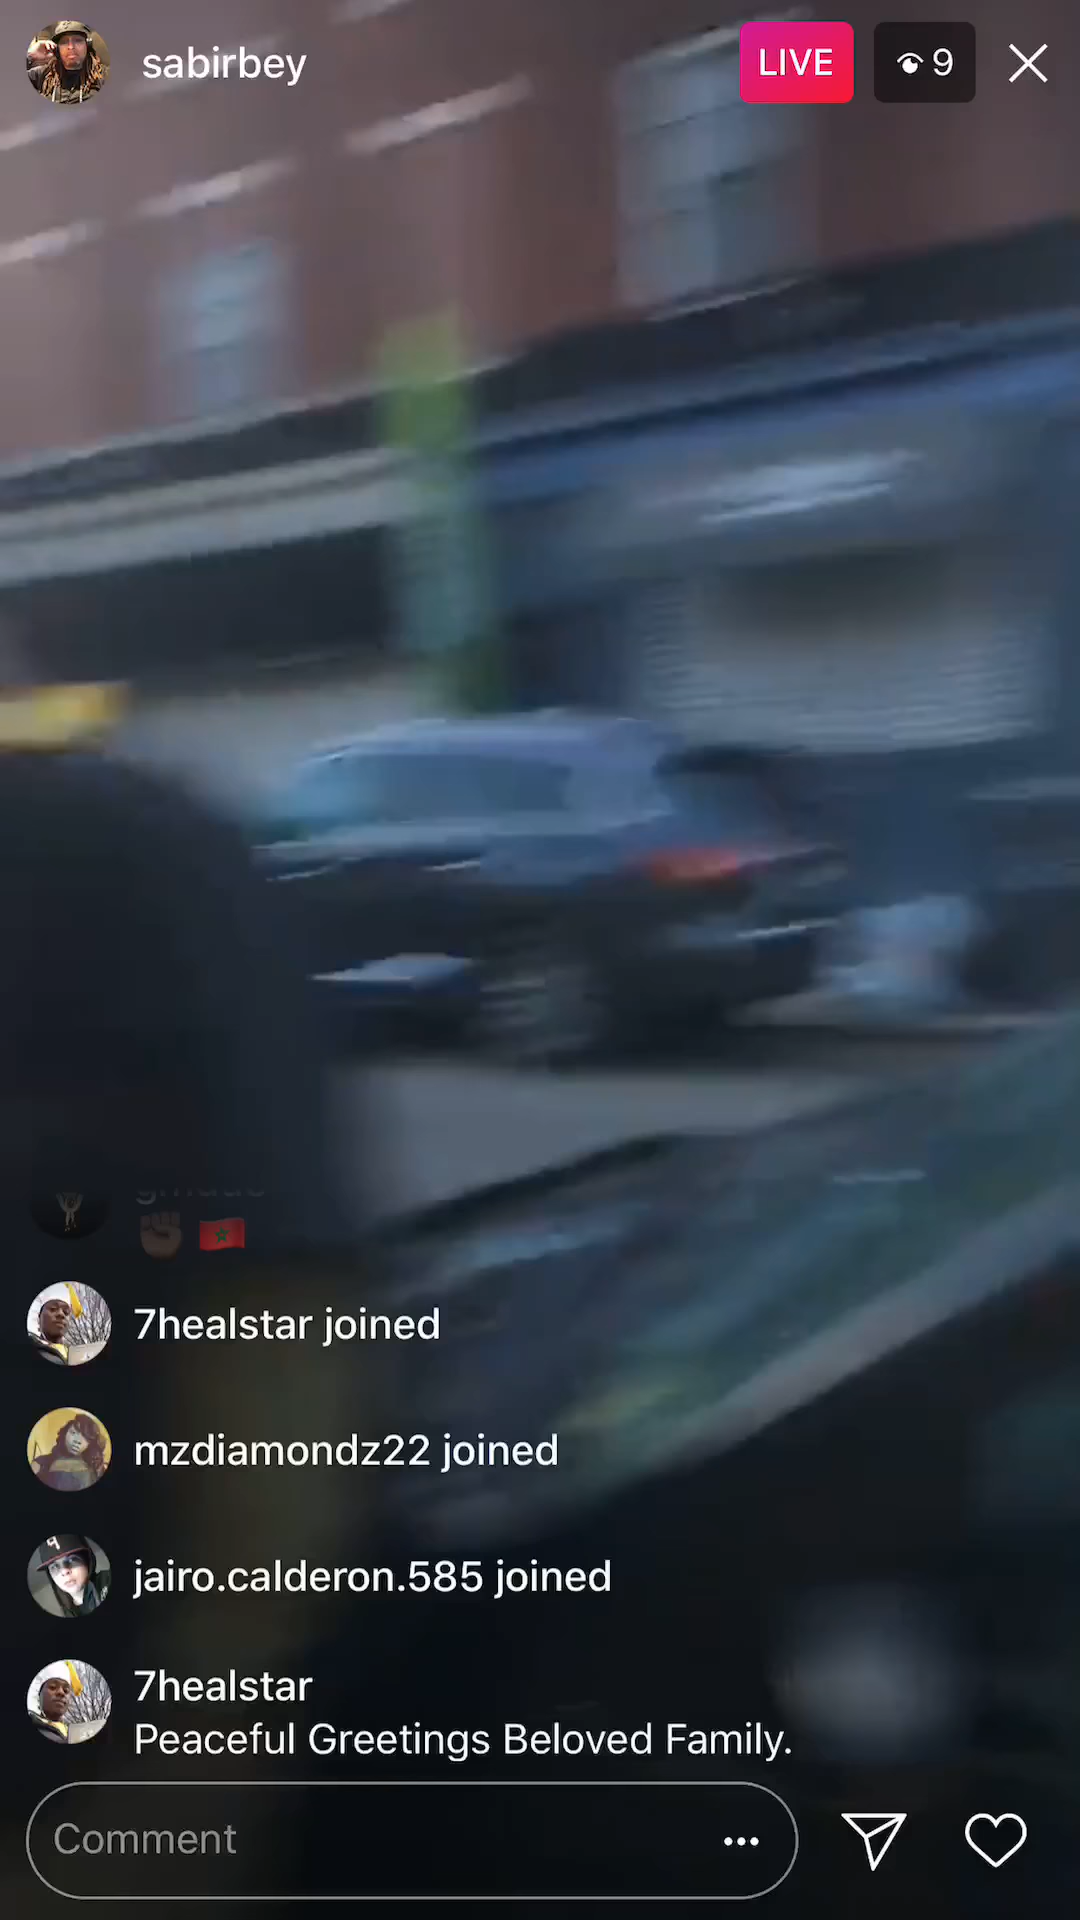 sabirbey
LIVE
9
7healstar joined
mzdiamondz22 joined
jairo.calderon.585 joined
7healstar
Peaceful Greetings Beloved Family.
Comment